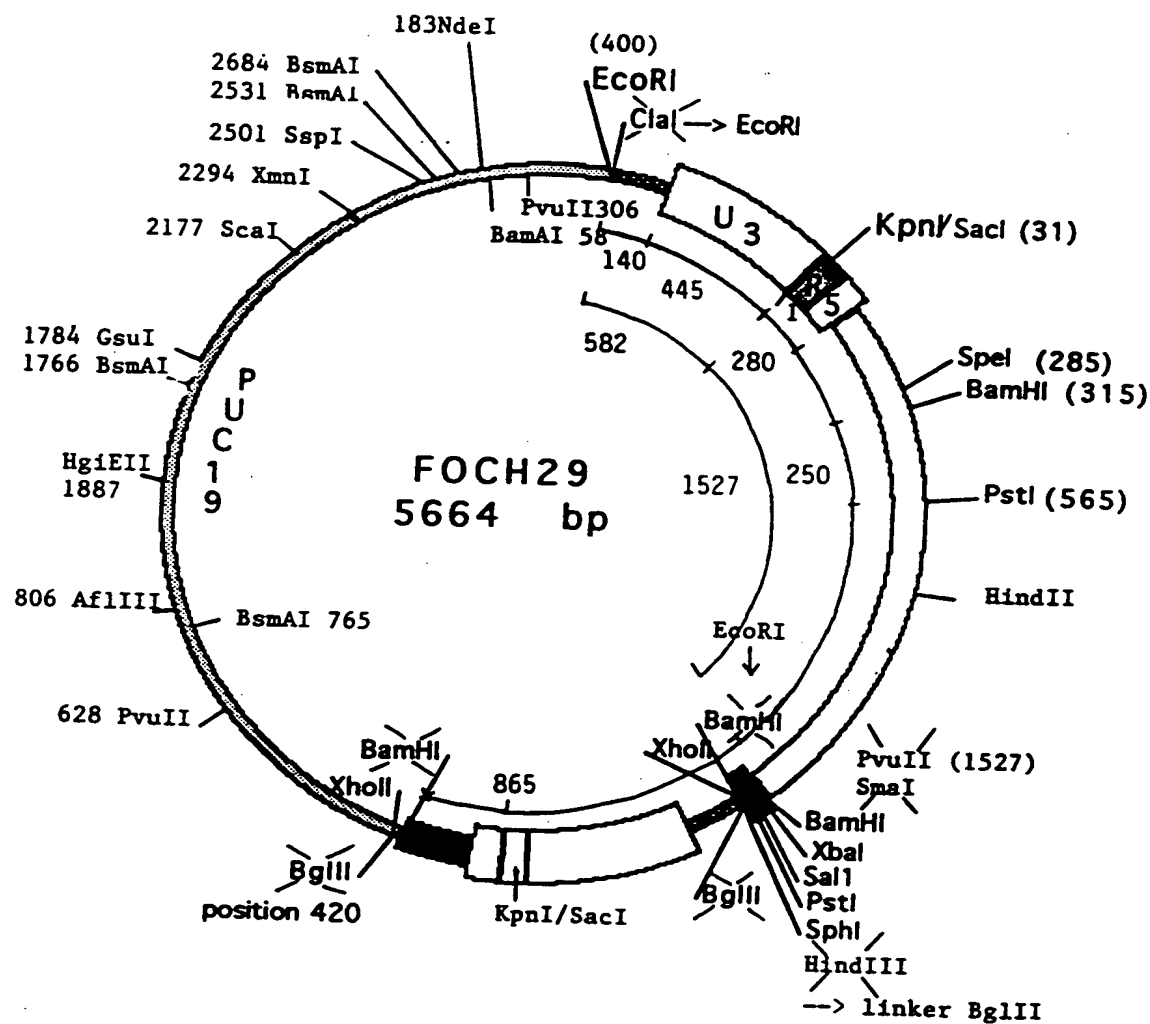 183NdeI
(400)
EcoRI
ClaI --> EcoRI
2684 BsmAI
2531 BsmAI
2501 SspI
2294 XmnI
2177 ScaI
PvuII306
BamAI 58
U 3
KpnI/SacI (31)
140
445
R
1
5
582
280
1784 GsuI
1766 BsmAI
SpeI (285)
BamHI (315)
PUC19
HgiEII
1887
FOCH29
5664 bp
1527
250
PstI (565)
806 AflIII
BsmAI 765
HindII
EcoRI
628 PvuII
BamHI
XhoII
BamHI
XhoII
PvuII (1527)
SmaI
865
BamHI
XbaI
Sal1
PstI
SphI
HindIII
--> linker BglII
BglII
position 420
KpnI/SacI
BglII